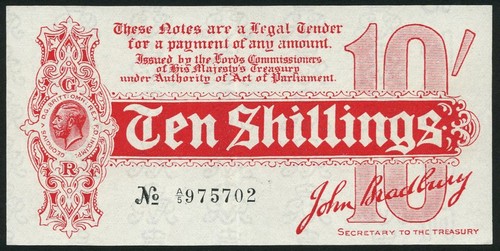 These Notes are a Legal Tender
for a payment of any amount.
Issued by the Lords Commissioners
of His Majesty's Treasury
under Authority of Act of Parliament.
10/
G
R
Ten Shillings.
No A/5 975702
John Bradbury
10
SECRETARY TO THE TREASURY